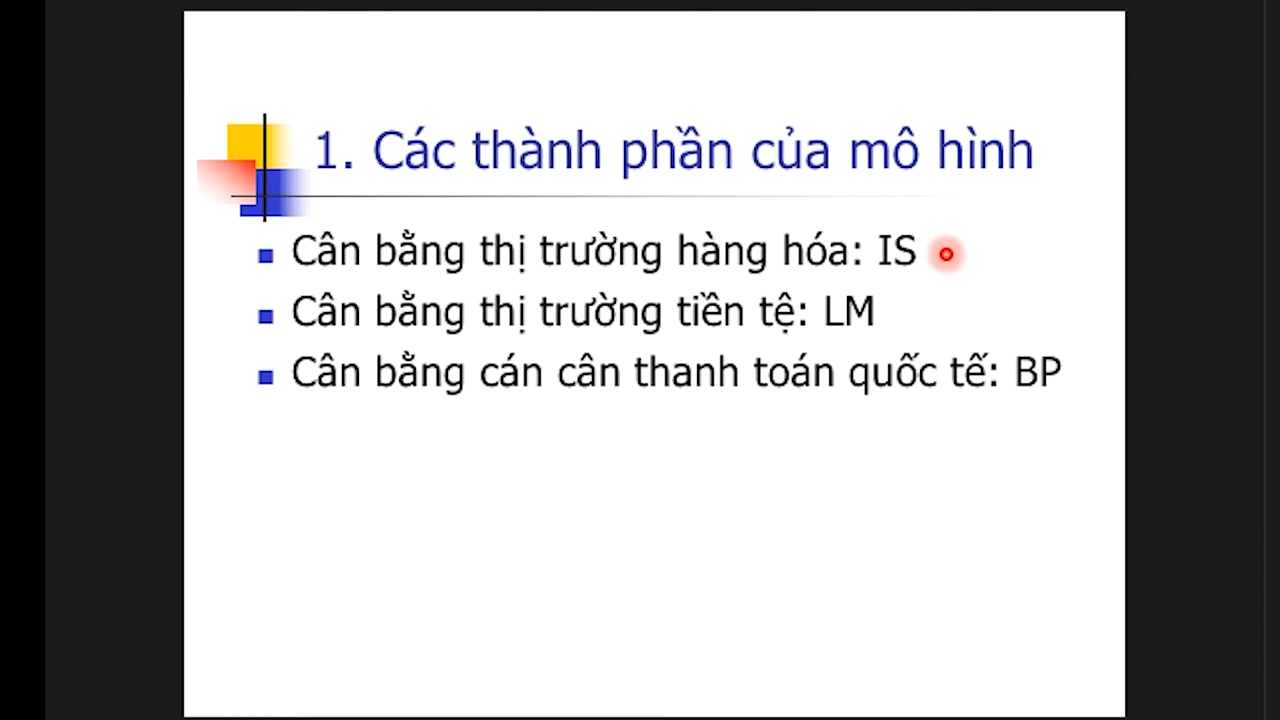 1. Các thành phần của mô hình
Cân bằng thị trường hàng hóa: IS
Cân bằng thị trường tiền tệ: LM
Cân bằng cán cân thanh toán quốc tế: BP